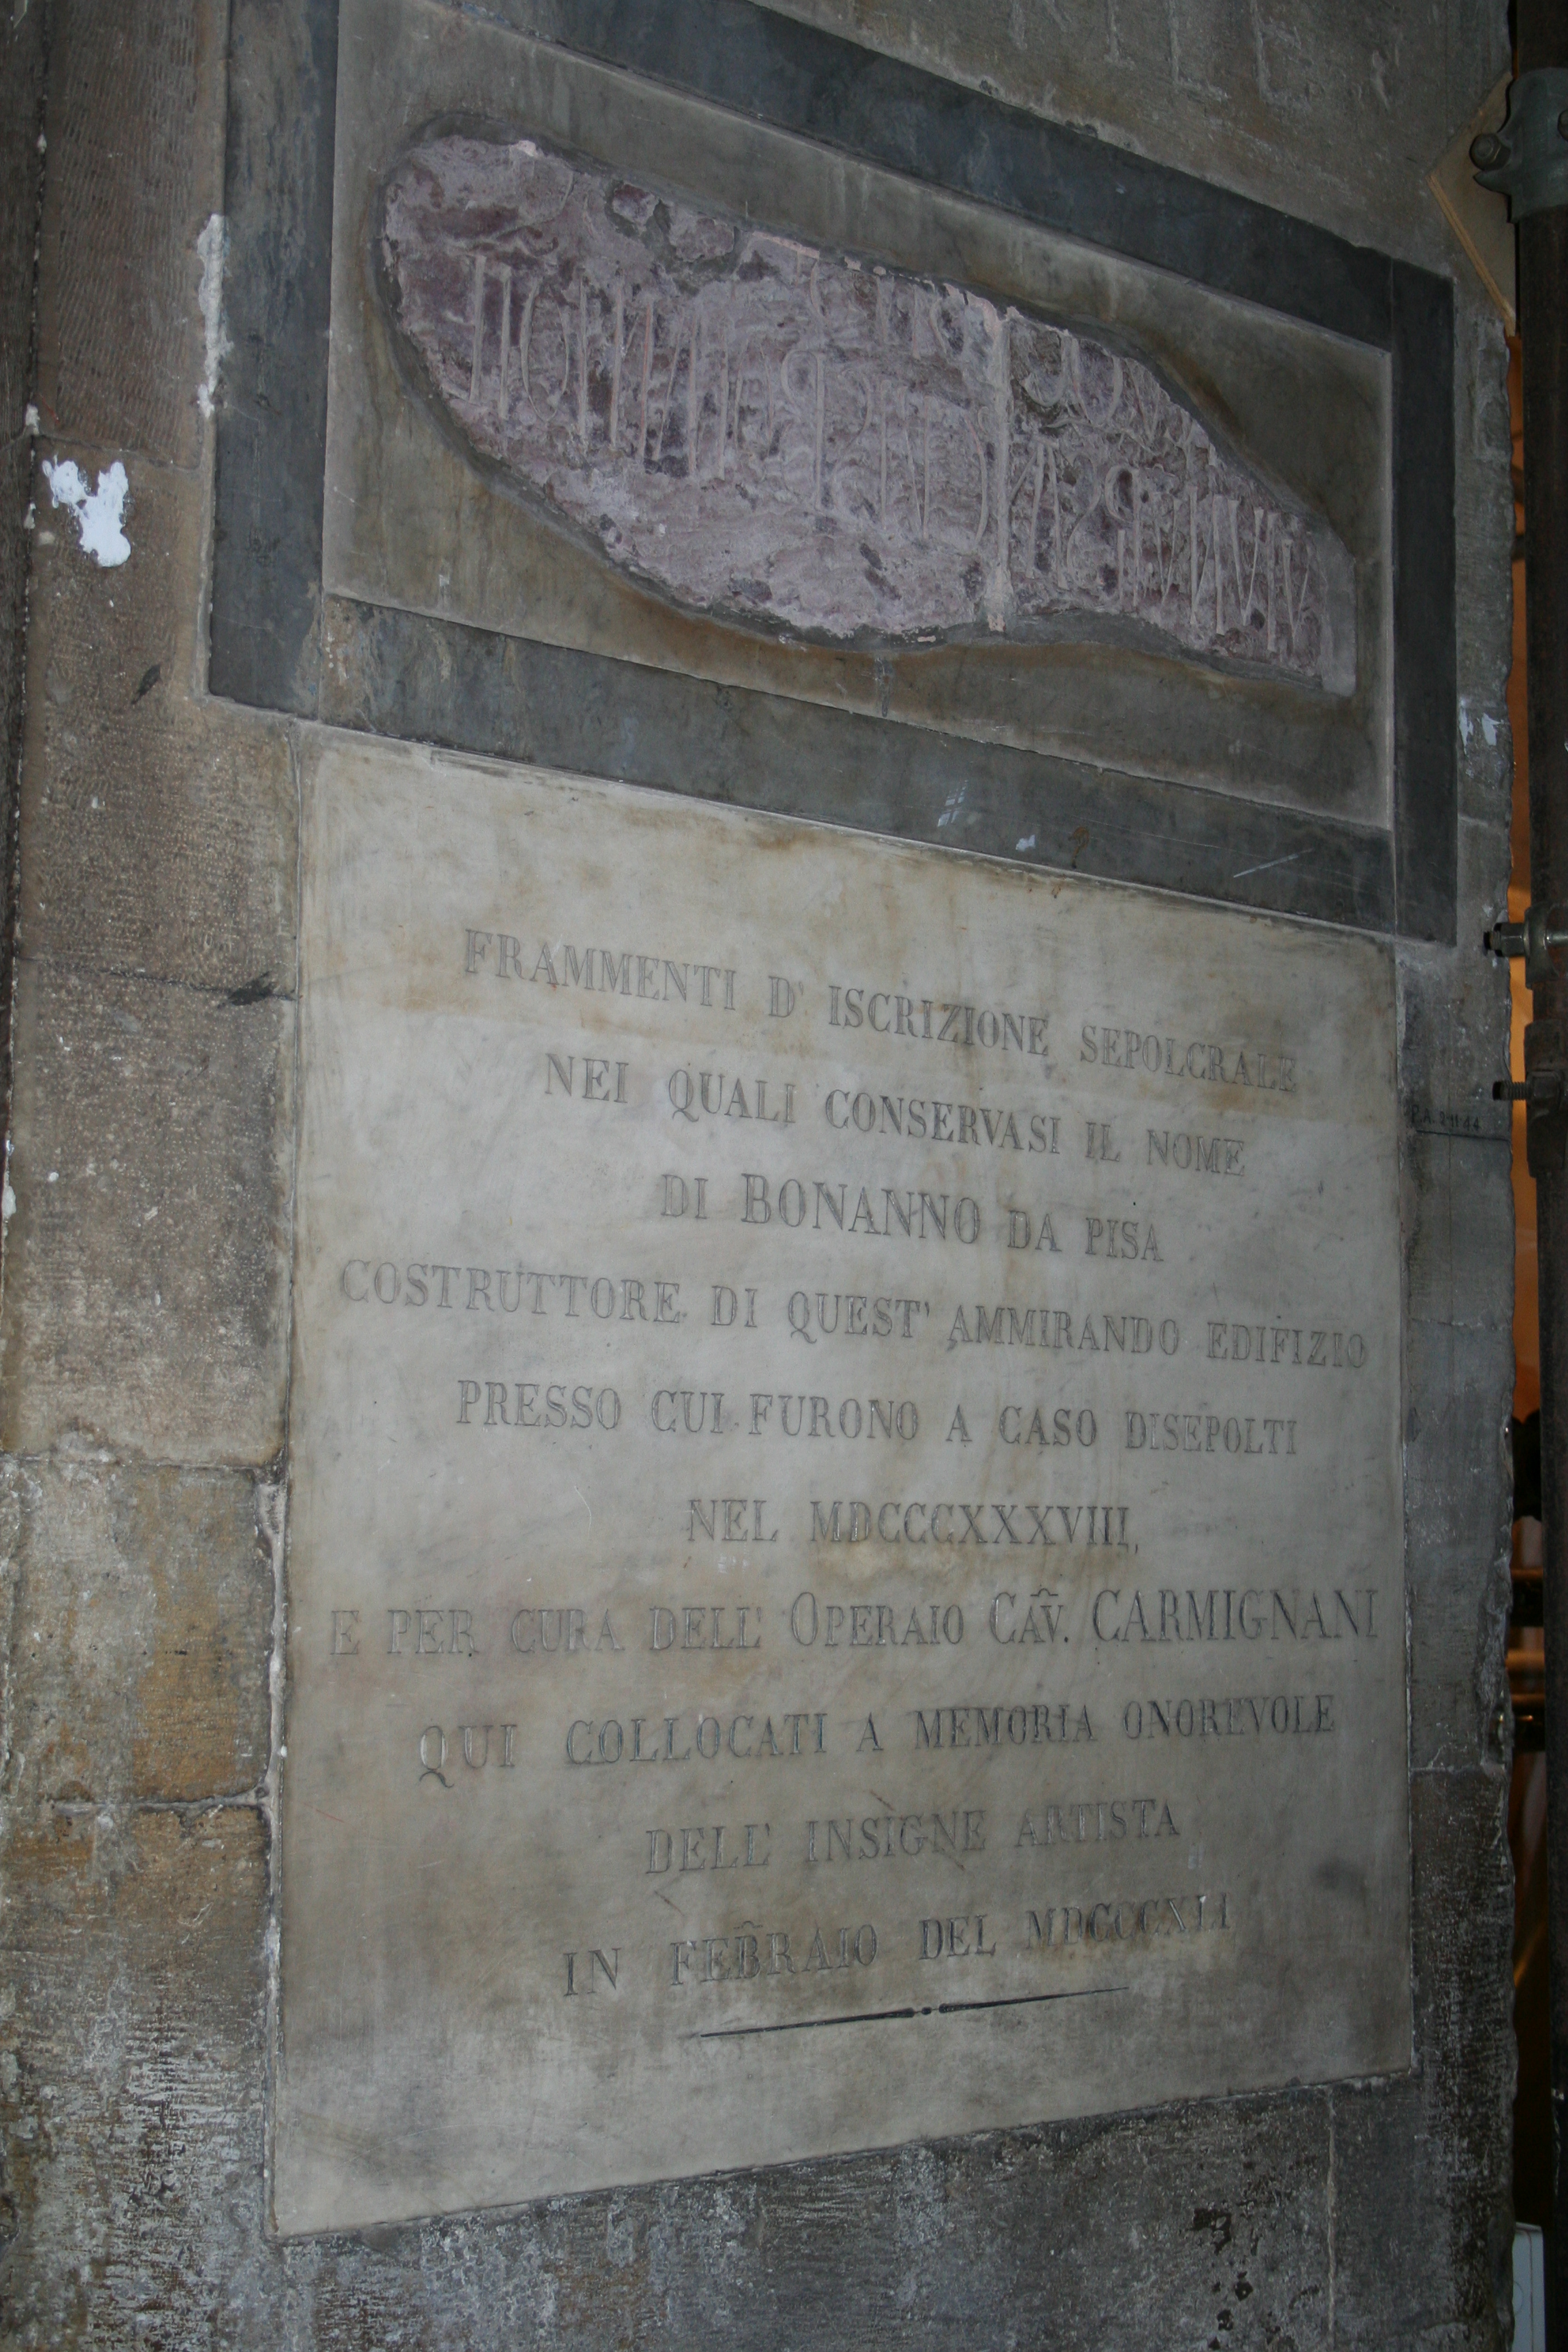 FRAMMENTI D' ISCRIZIONE SEPOLCRALE
NEI QUALI CONSERVASI IL NOME
DI BONANNO DA PISA
COSTRUTTORE DI QUEST' AMMIRANDO EDIFIZIO
PRESSO CUI FURONO A CASO DISEPOLTI
NEL MDCCCXXXVIII,
E PER CURA DELL' OPERAIO CAV. CARMIGNANI
QUI COLLOCATI A MEMORIA ONOREVOLE
DELL' INSIGNE ARTISTA
IN FEBRAIO DEL MDCCCXLI